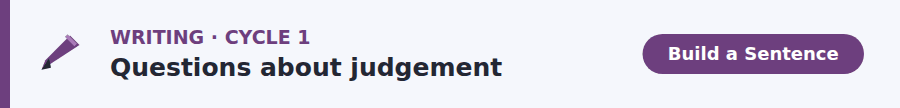 WRITING · CYCLE 1
Questions about judgement
Build a Sentence